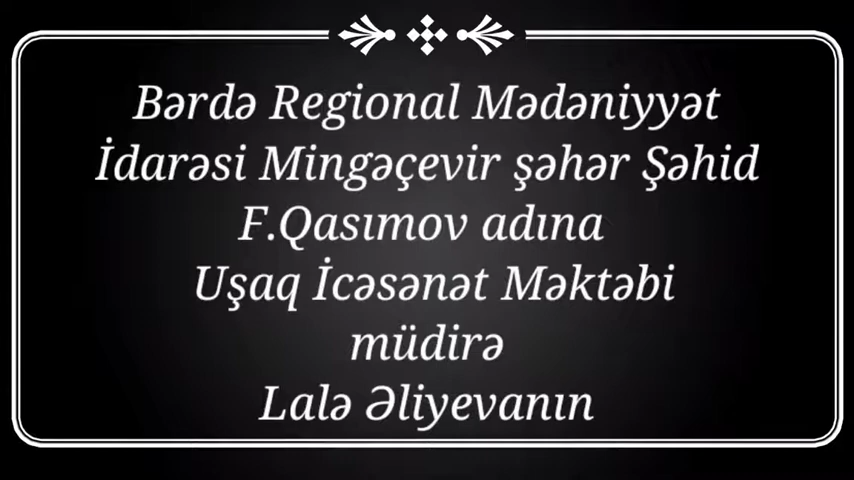 Bərdə Regional Mədəniyyət
İdarəsi Mingəçevir şəhər Şəhid
F.Qasımov adına
Uşaq İcəsənət Məktəbi
müdirə
Lalə Əliyevanın